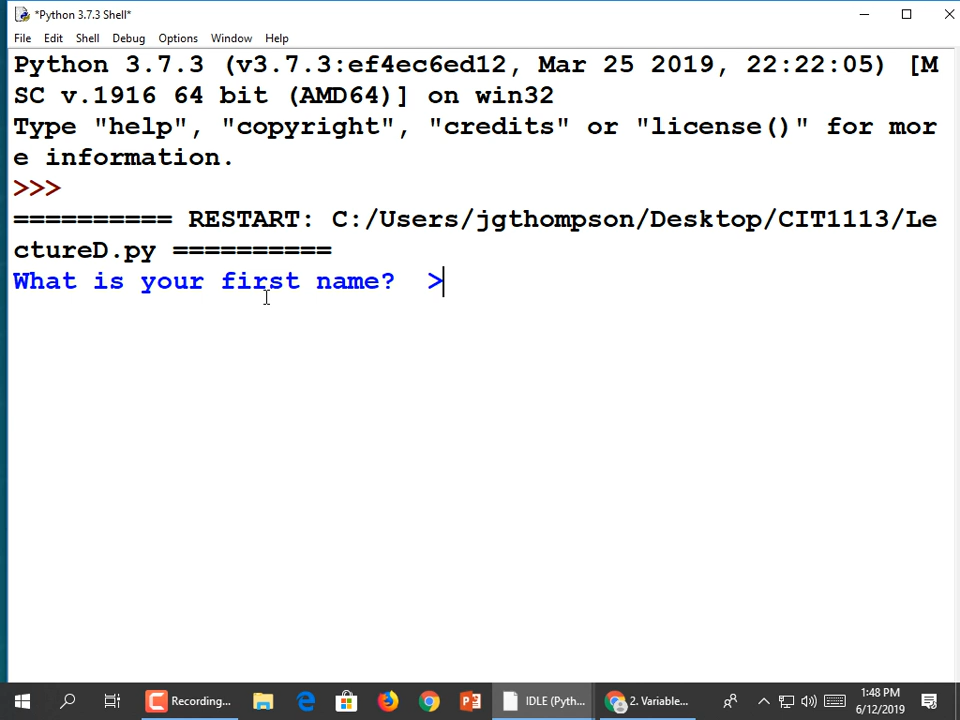 *Python 3.7.3 Shell*
File Edit Shell Debug Options Window Help
Python 3.7.3 (v3.7.3:ef4ec6ed12, Mar 25 2019, 22:22:05) [M
SC v.1916 64 bit (AMD64)] on win32
Type "help", "copyright", "credits" or "license()" for mor
e information.
>>>
========== RESTART: C:/Users/jgthompson/Desktop/CIT1113/Le
ctureD.py ==========
What is your first name?  >
Recording... IDLE (Pyth... 2. Variable... 1:48 PM
6/12/2019